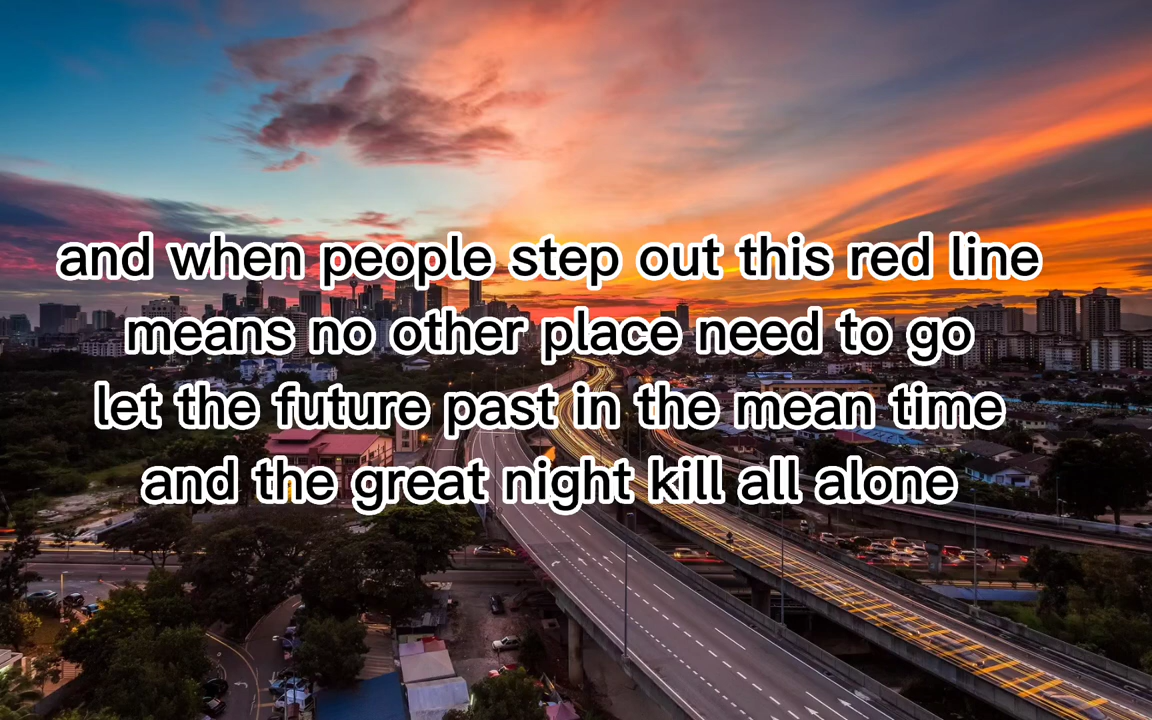 and when people step out this red line
means no other place need to go
let the future past in the mean time
and the great night kill all alone